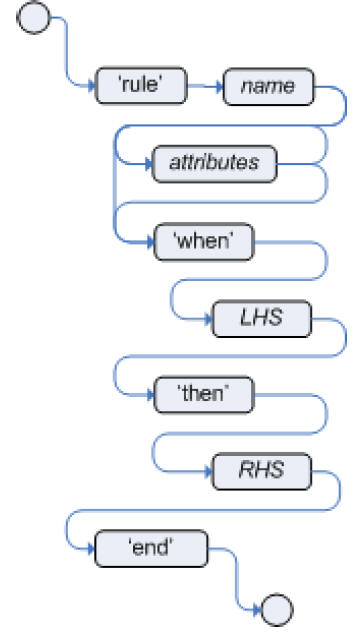 'rule'
name
attributes
'when'
LHS
'then'
RHS
'end'